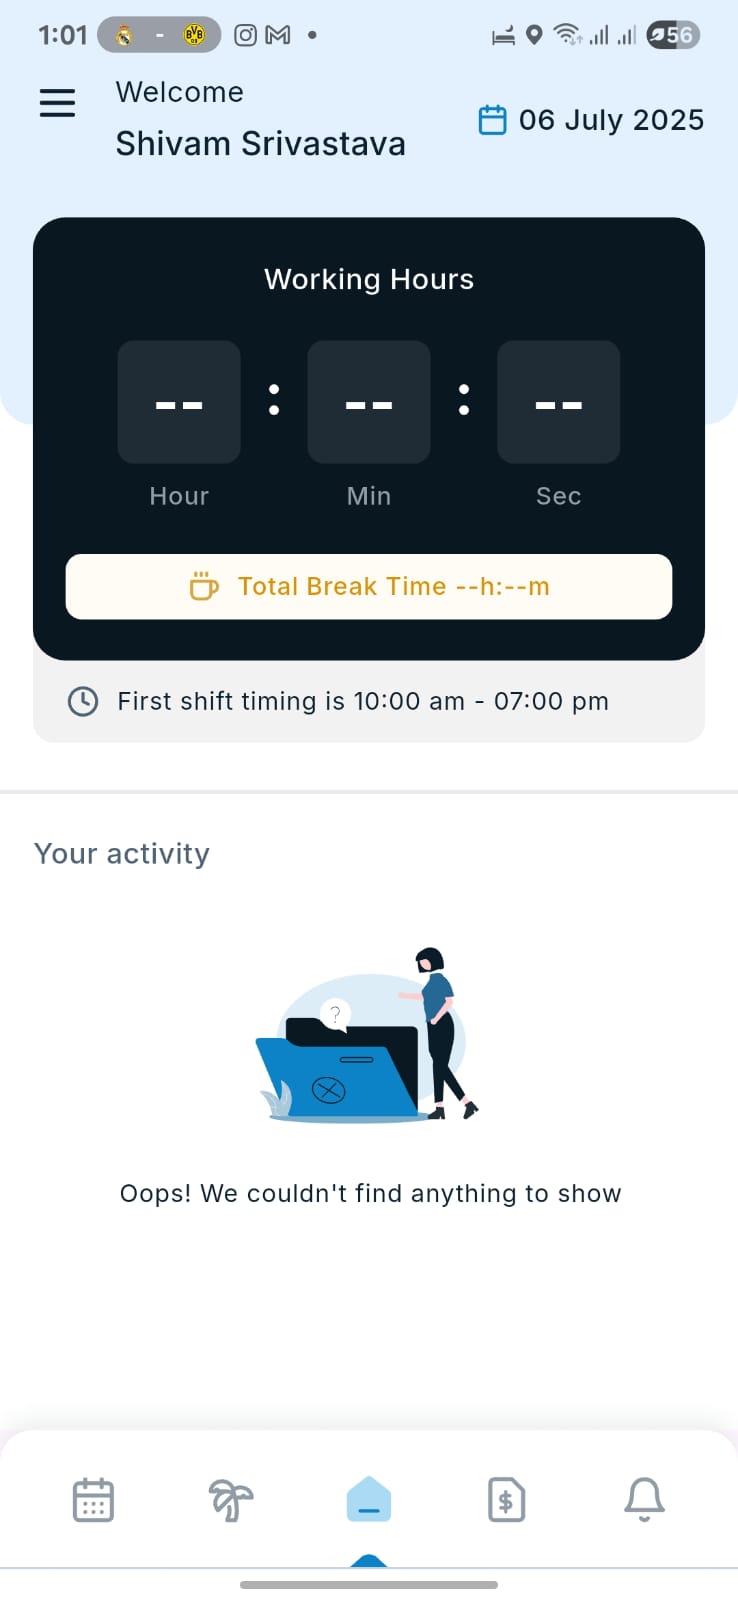 1:01 - BVB 09 56
Welcome
Shivam Srivastava
06 July 2025
Working Hours
-- : -- : --
Hour Min Sec
Total Break Time --h:--m
First shift timing is 10:00 am - 07:00 pm
Your activity
?
Oops! We couldn't find anything to show
$